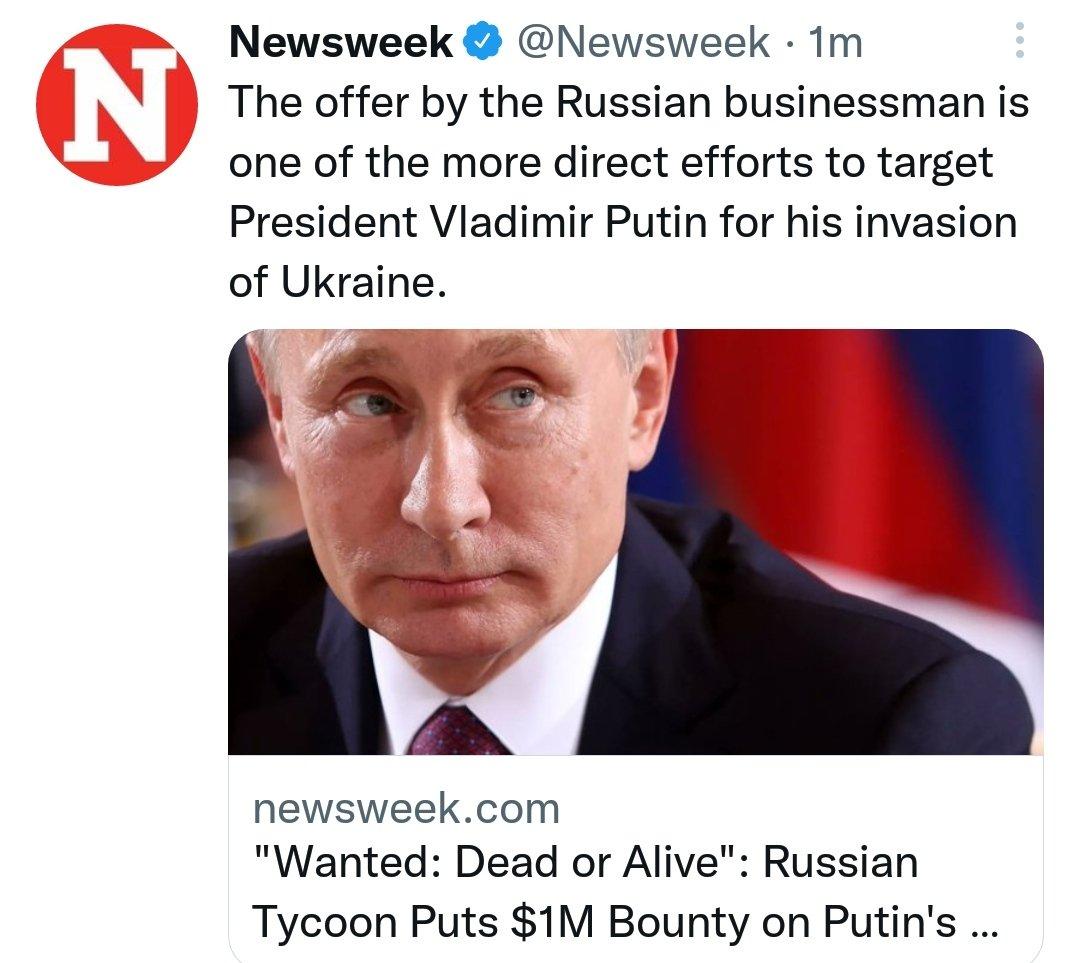 Newsweek @Newsweek · 1m
The offer by the Russian businessman is
one of the more direct efforts to target
President Vladimir Putin for his invasion
of Ukraine.
newsweek.com
"Wanted: Dead or Alive": Russian
Tycoon Puts $1M Bounty on Putin's ...